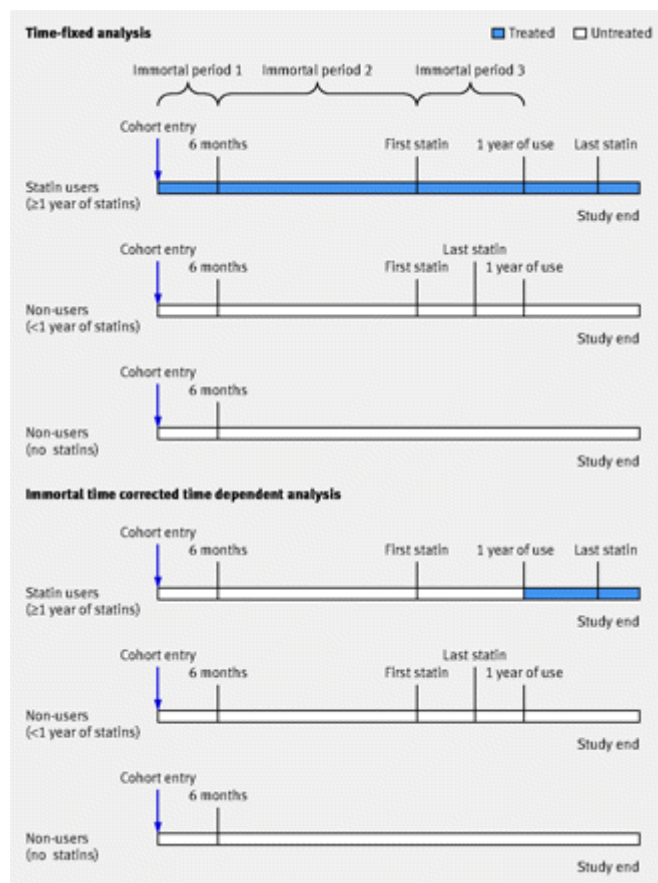 Time-fixed analysis Treated Untreated
Immortal period 1 Immortal period 2 Immortal period 3
Cohort entry
6 months First statin 1 year of use Last statin
Statin users
(≥1 year of statins)
Study end
Cohort entry Last statin
6 months First statin 1 year of use
Non-users
(<1 year of statins)
Study end
Cohort entry
6 months
Non-users
(no statins)
Study end
Immortal time corrected time dependent analysis
Cohort entry
6 months First statin 1 year of use Last statin
Statin users
(≥1 year of statins)
Study end
Cohort entry Last statin
6 months First statin 1 year of use
Non-users
(<1 year of statins)
Study end
Cohort entry
6 months
Non-users
(no statins)
Study end